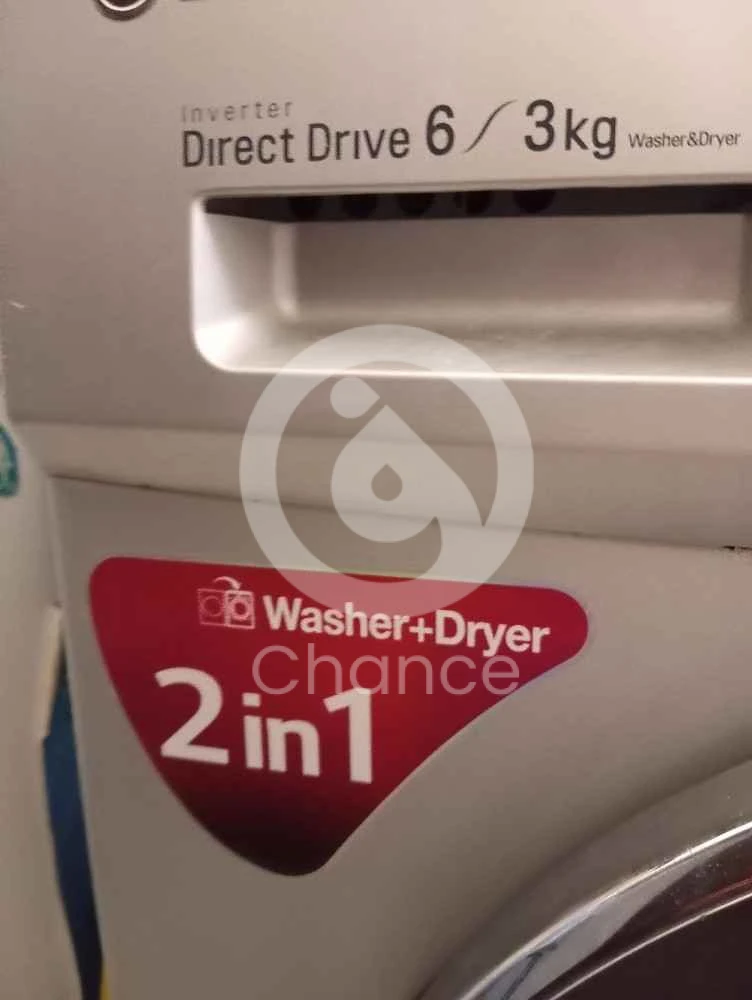 Inverter
Direct Drive 6/3kg Washer&Dryer
Washer+Dryer
Chance
2in1